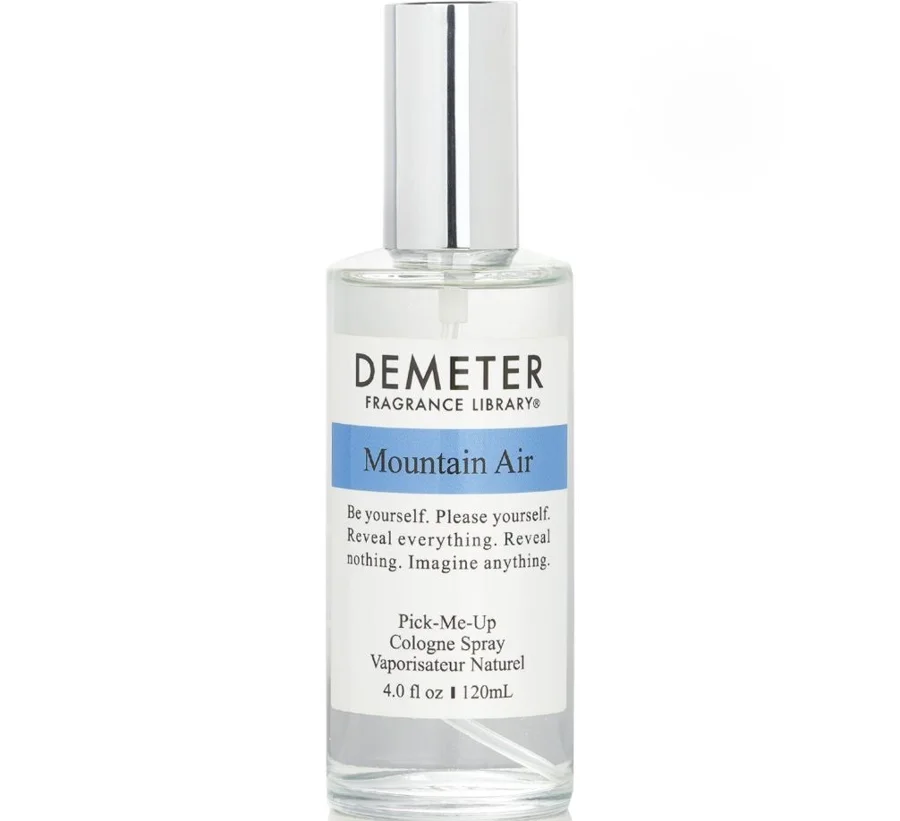 DEMETER
FRAGRANCE LIBRARY®
Mountain Air
Be yourself. Please yourself.
Reveal everything. Reveal
nothing. Imagine anything.
Pick-Me-Up
Cologne Spray
Vaporisateur Naturel
4.0 fl oz ❙ 120mL